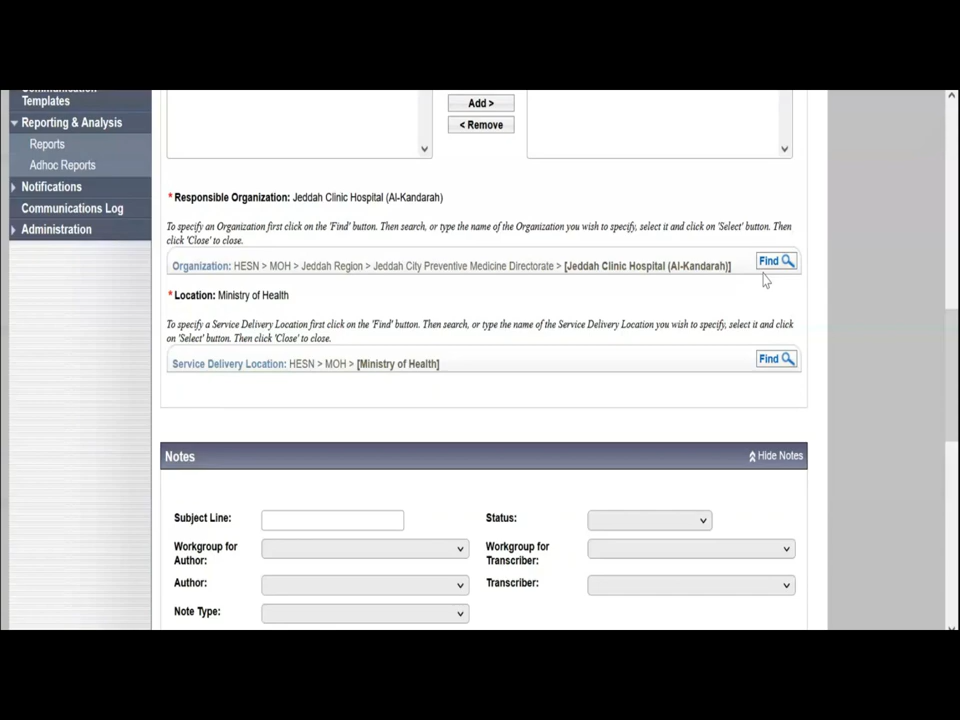 Communication
Templates
Reporting & Analysis
Reports
Adhoc Reports
Notifications
Communications Log
Administration
Add >
< Remove
* Responsible Organization: Jeddah Clinic Hospital (Al-Kandarah)
To specify an Organization first click on the 'Find' button. Then search, or type the name of the Organization you wish to specify, select it and click on 'Select' button. Then
click 'Close' to close.
Organization: HESN > MOH > Jeddah Region > Jeddah City Preventive Medicine Directorate > [Jeddah Clinic Hospital (Al-Kandarah)]
Find
* Location: Ministry of Health
To specify a Service Delivery Location first click on the 'Find' button. Then search, or type the name of the Service Delivery Location you wish to specify, select it and click
on 'Select' button. Then click 'Close' to close.
Service Delivery Location: HESN > MOH > [Ministry of Health]
Find
Notes
Hide Notes
Subject Line:
Status:
Workgroup for
Author:
Workgroup for
Transcriber:
Author:
Transcriber:
Note Type: